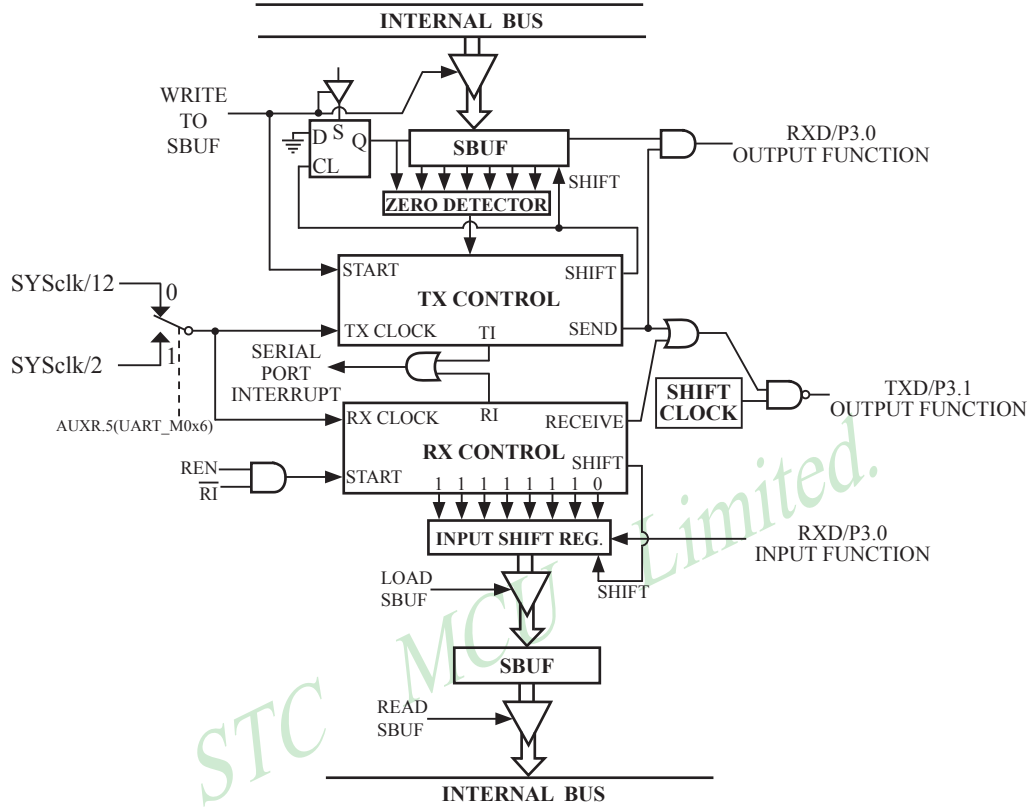 INTERNAL BUS
WRITE
TO
SBUF
D
S
Q
CL
SBUF
SHIFT
ZERO DETECTOR
RXD/P3.0
OUTPUT FUNCTION
START
SHIFT
TX CONTROL
TX CLOCK
TI
SEND
SYSclk/12
0
1
SYSclk/2
AUXR.5(UART_M0x6)
SERIAL
PORT
INTERRUPT
SHIFT
CLOCK
TXD/P3.1
OUTPUT FUNCTION
RX CLOCK
RI
RECEIVE
RX CONTROL
SHIFT
START
1 1 1 1 1 1 1 0
REN
RI
INPUT SHIFT REG.
RXD/P3.0
INPUT FUNCTION
SHIFT
LOAD
SBUF
SBUF
READ
SBUF
INTERNAL BUS
STC MCU Limited.